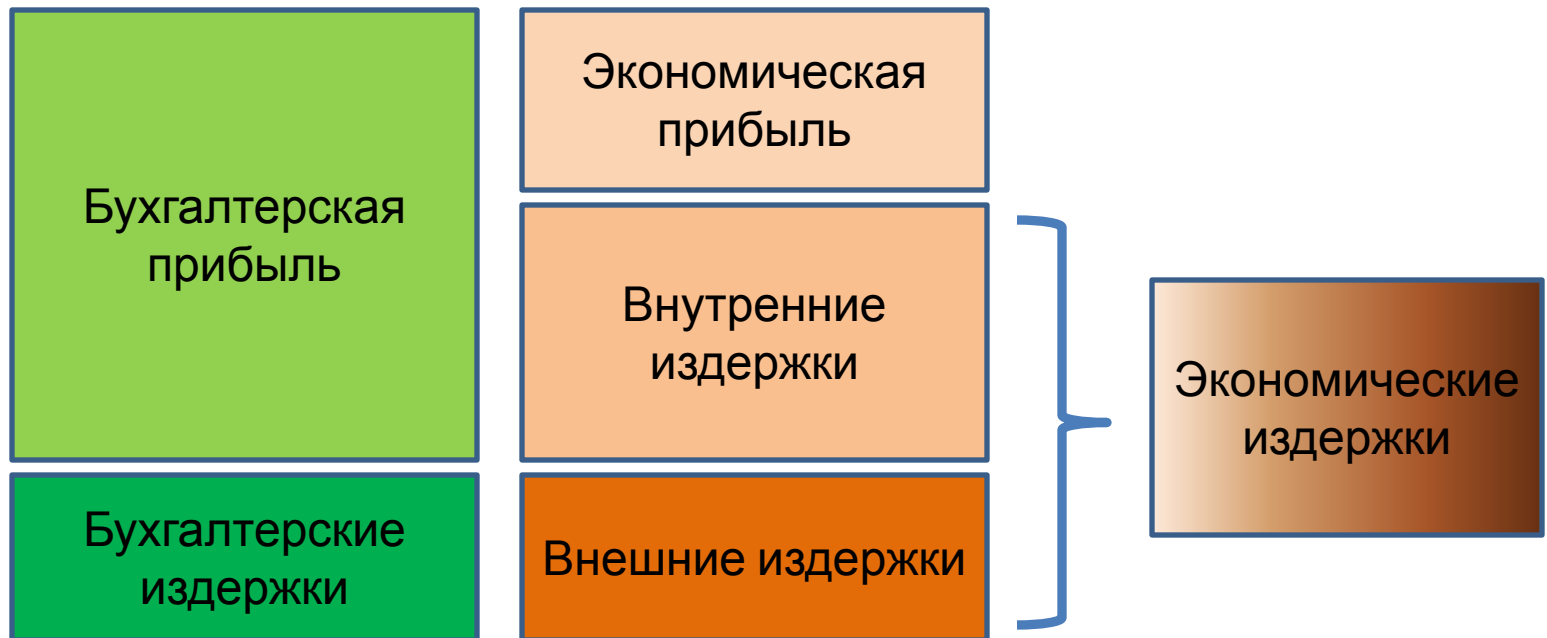 Бухгалтерская
прибыль
Бухгалтерские
издержки
Экономическая
прибыль
Внутренние
издержки
Внешние издержки
Экономические
издержки